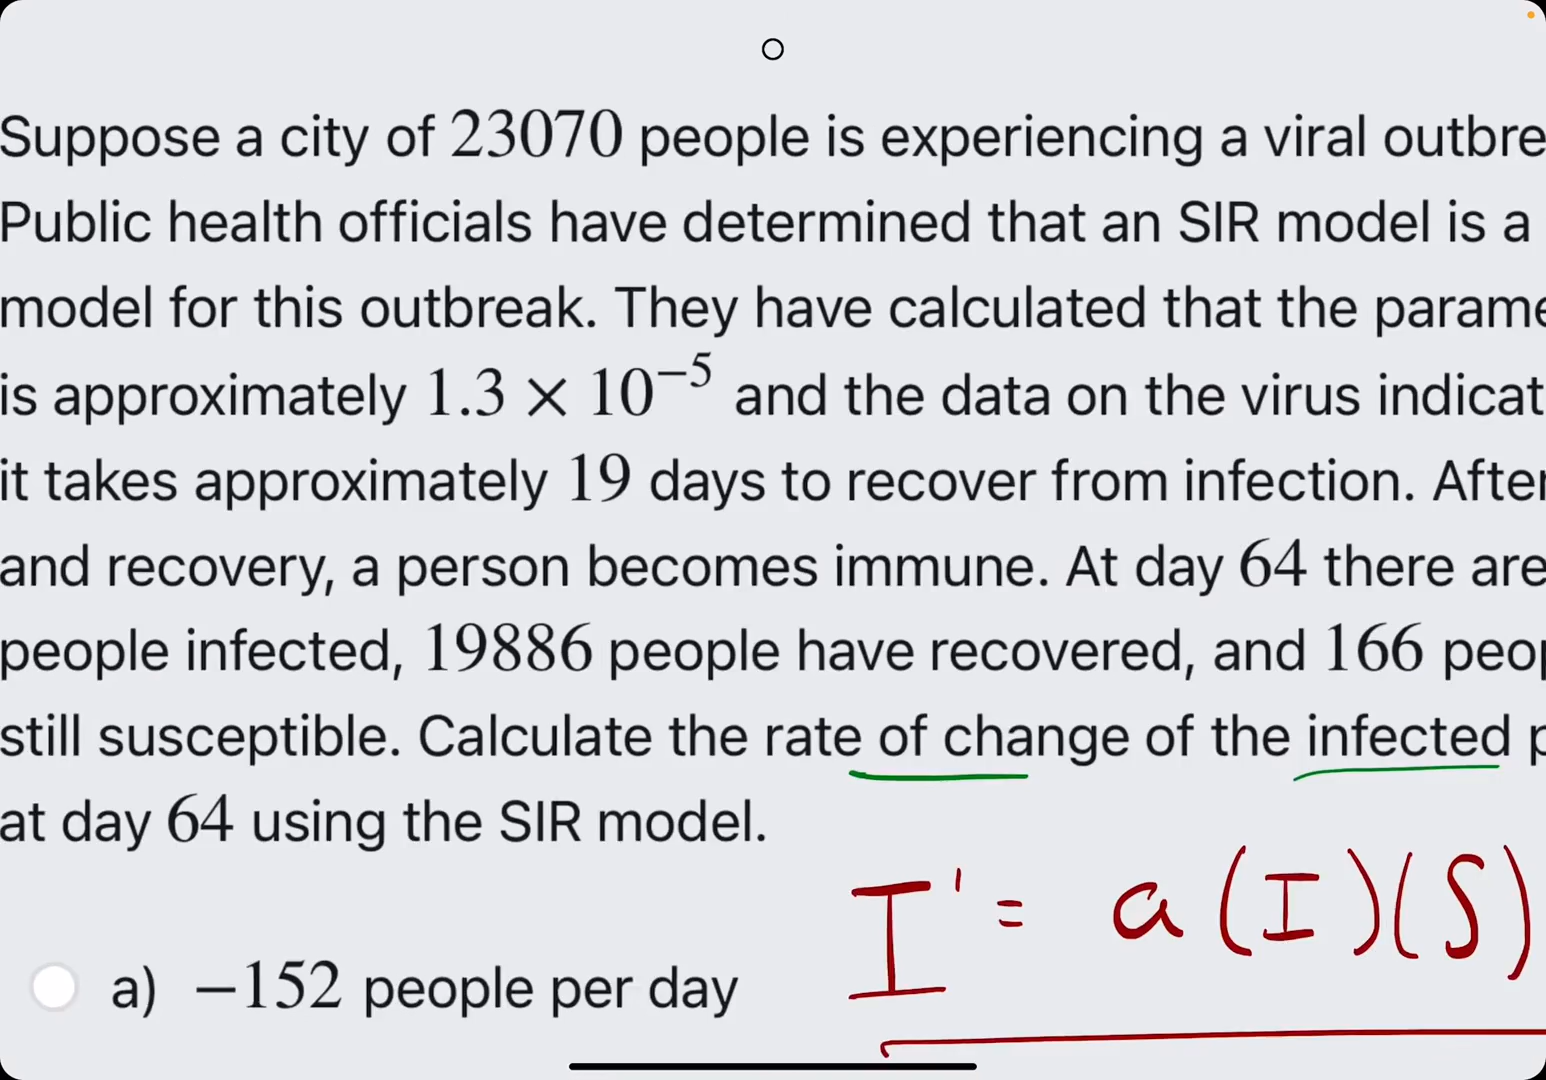 Suppose a city of 23070 people is experiencing a viral outbre
Public health officials have determined that an SIR model is a
model for this outbreak. They have calculated that the parame
is approximately 1.3 × 10⁻⁵ and the data on the virus indicat
it takes approximately 19 days to recover from infection. After
and recovery, a person becomes immune. At day 64 there are
people infected, 19886 people have recovered, and 166 peop
still susceptible. Calculate the rate of change of the infected p
at day 64 using the SIR model.
I' = a(I)(S)
a) −152 people per day